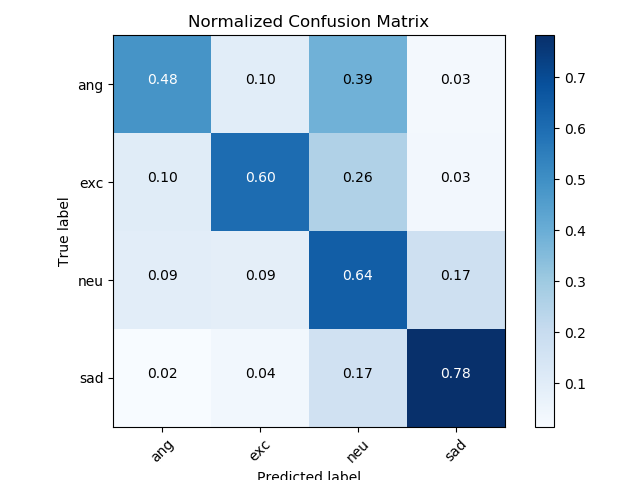 Normalized Confusion Matrix
ang 0.48 0.10 0.39 0.03
exc 0.10 0.60 0.26 0.03
neu 0.09 0.09 0.64 0.17
sad 0.02 0.04 0.17 0.78
ang exc neu sad
True label
Predicted label
0.7
0.6
0.5
0.4
0.3
0.2
0.1